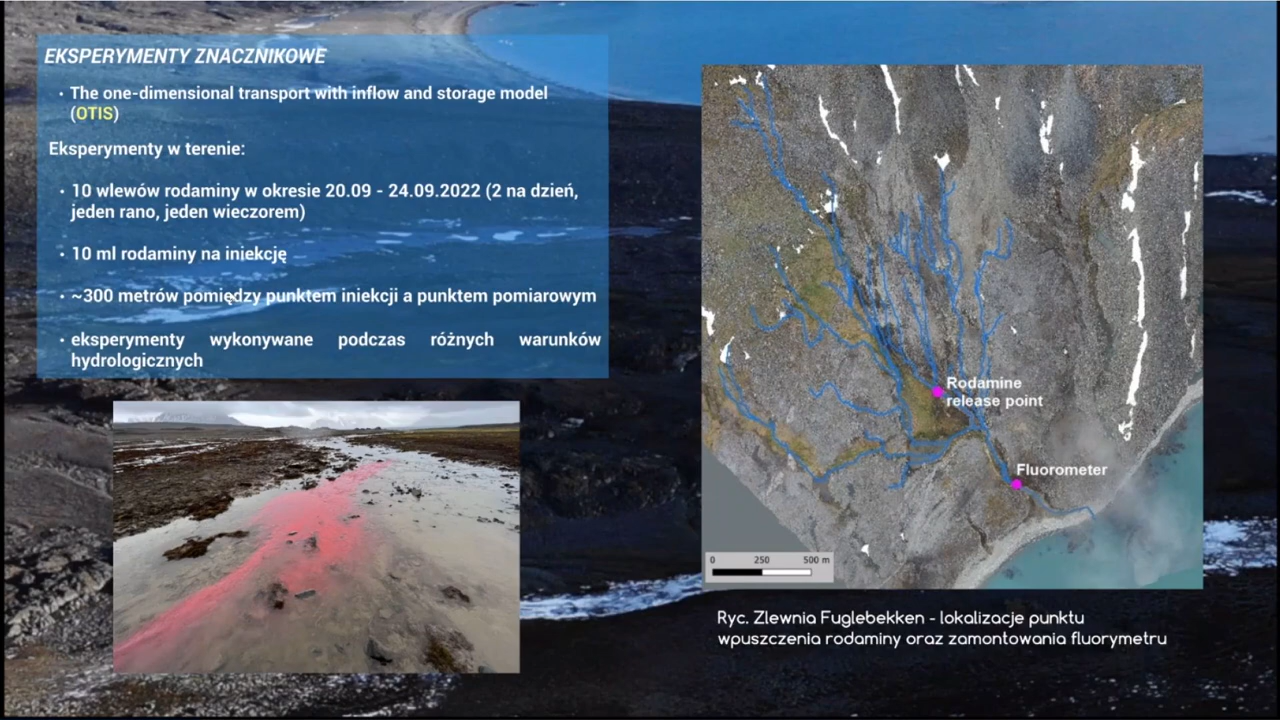 EKSPERYMENTY ZNACZNIKOWE
• The one-dimensional transport with inflow and storage model
(OTIS)
Eksperymenty w terenie:
• 10 wlewów rodaminy w okresie 20.09 - 24.09.2022 (2 na dzień,
jeden rano, jeden wieczorem)
• 10 ml rodaminy na iniekcję
• ~300 metrów pomiędzy punktem iniekcji a punktem pomiarowym
• eksperymenty wykonywane podczas różnych warunków
hydrologicznych
Rodamine
release point
Fluorometer
0 250 500 m
Ryc. Zlewnia Fuglebekken - lokalizacje punktu
wpuszczenia rodaminy oraz zamontowania fluorymetru